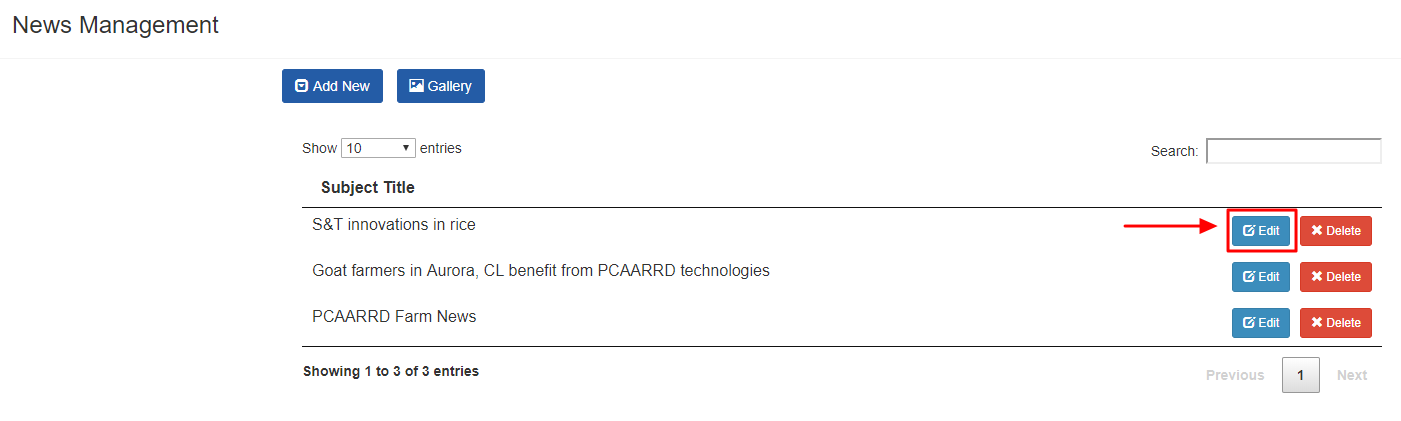 News Management
Add New Gallery
Show 10 entries Search:
Subject Title
S&T innovations in rice Edit Delete
Goat farmers in Aurora, CL benefit from PCAARRD technologies Edit Delete
PCAARRD Farm News Edit Delete
Showing 1 to 3 of 3 entries Previous 1 Next